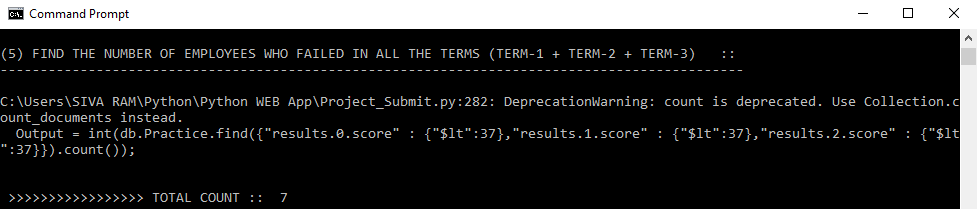 Command Prompt
(5) FIND THE NUMBER OF EMPLOYEES WHO FAILED IN ALL THE TERMS (TERM-1 + TERM-2 + TERM-3)   ::
---------------------------------------------------------------------------------------------
C:\Users\SIVA RAM\Python\Python WEB App\Project_Submit.py:282: DeprecationWarning: count is deprecated. Use Collection.c
ount_documents instead.
  Output = int(db.Practice.find({"results.0.score" : {"$lt":37},"results.1.score" : {"$lt":37},"results.2.score" : {"$lt
":37}}).count());
>>>>>>>>>>>>>>>>> TOTAL COUNT ::  7